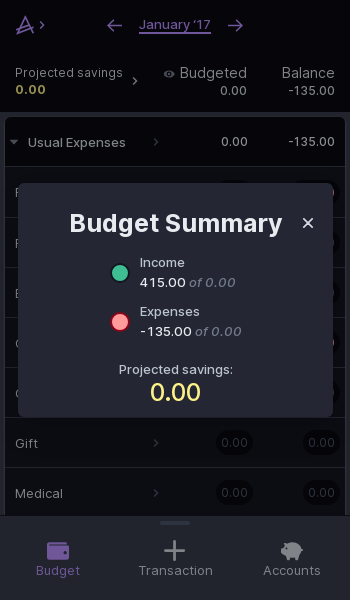 January ’17
Projected savings
0.00
Budgeted
0.00
Balance
-135.00
Usual Expenses 0.00 -135.00
Budget Summary
Income
415.00 of 0.00
Expenses
-135.00 of 0.00
Projected savings:
0.00
Gift 0.00 0.00
Medical 0.00 0.00
Budget Transaction Accounts